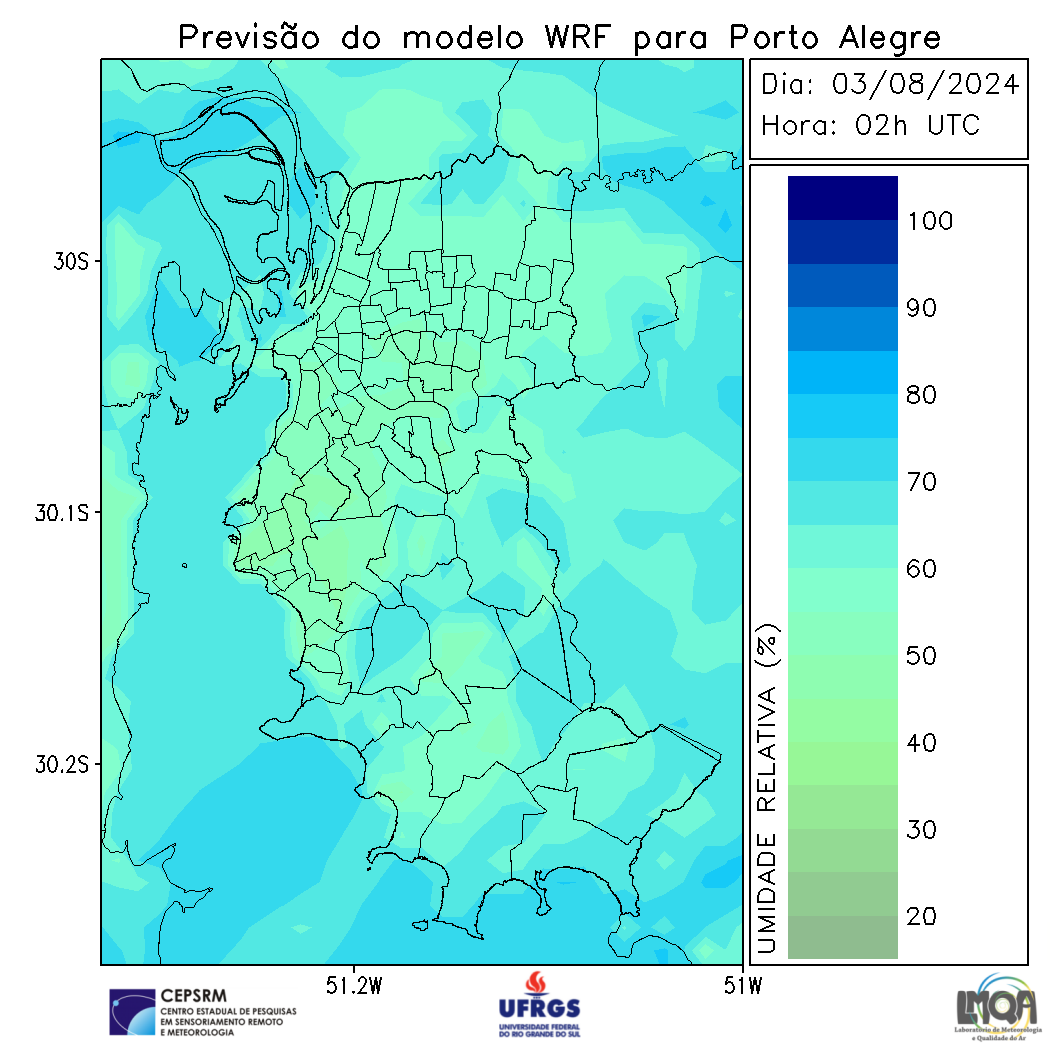 Previsão do modelo WRF para Porto Alegre
Dia: 03/08/2024
Hora: 02h UTC
30S
30.1S
30.2S
51.2W
51W
UMIDADE RELATIVA (%)
100
90
80
70
60
50
40
30
20
CEPSRM
CENTRO ESTADUAL DE PESQUISAS
EM SENSORIAMENTO REMOTO
E METEOROLOGIA
UFRGS
UNIVERSIDADE FEDERAL
DO RIO GRANDE DO SUL
LMQA
Laboratório de Meteorologia
e Qualidade do Ar